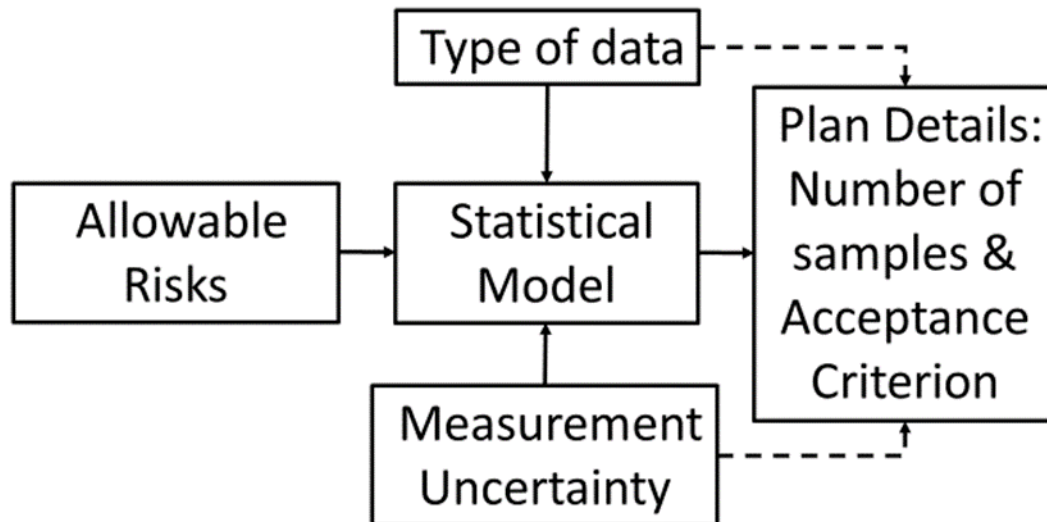 Type of data
Allowable
Risks
Statistical
Model
Measurement
Uncertainty
Plan Details:
Number of
samples &
Acceptance
Criterion